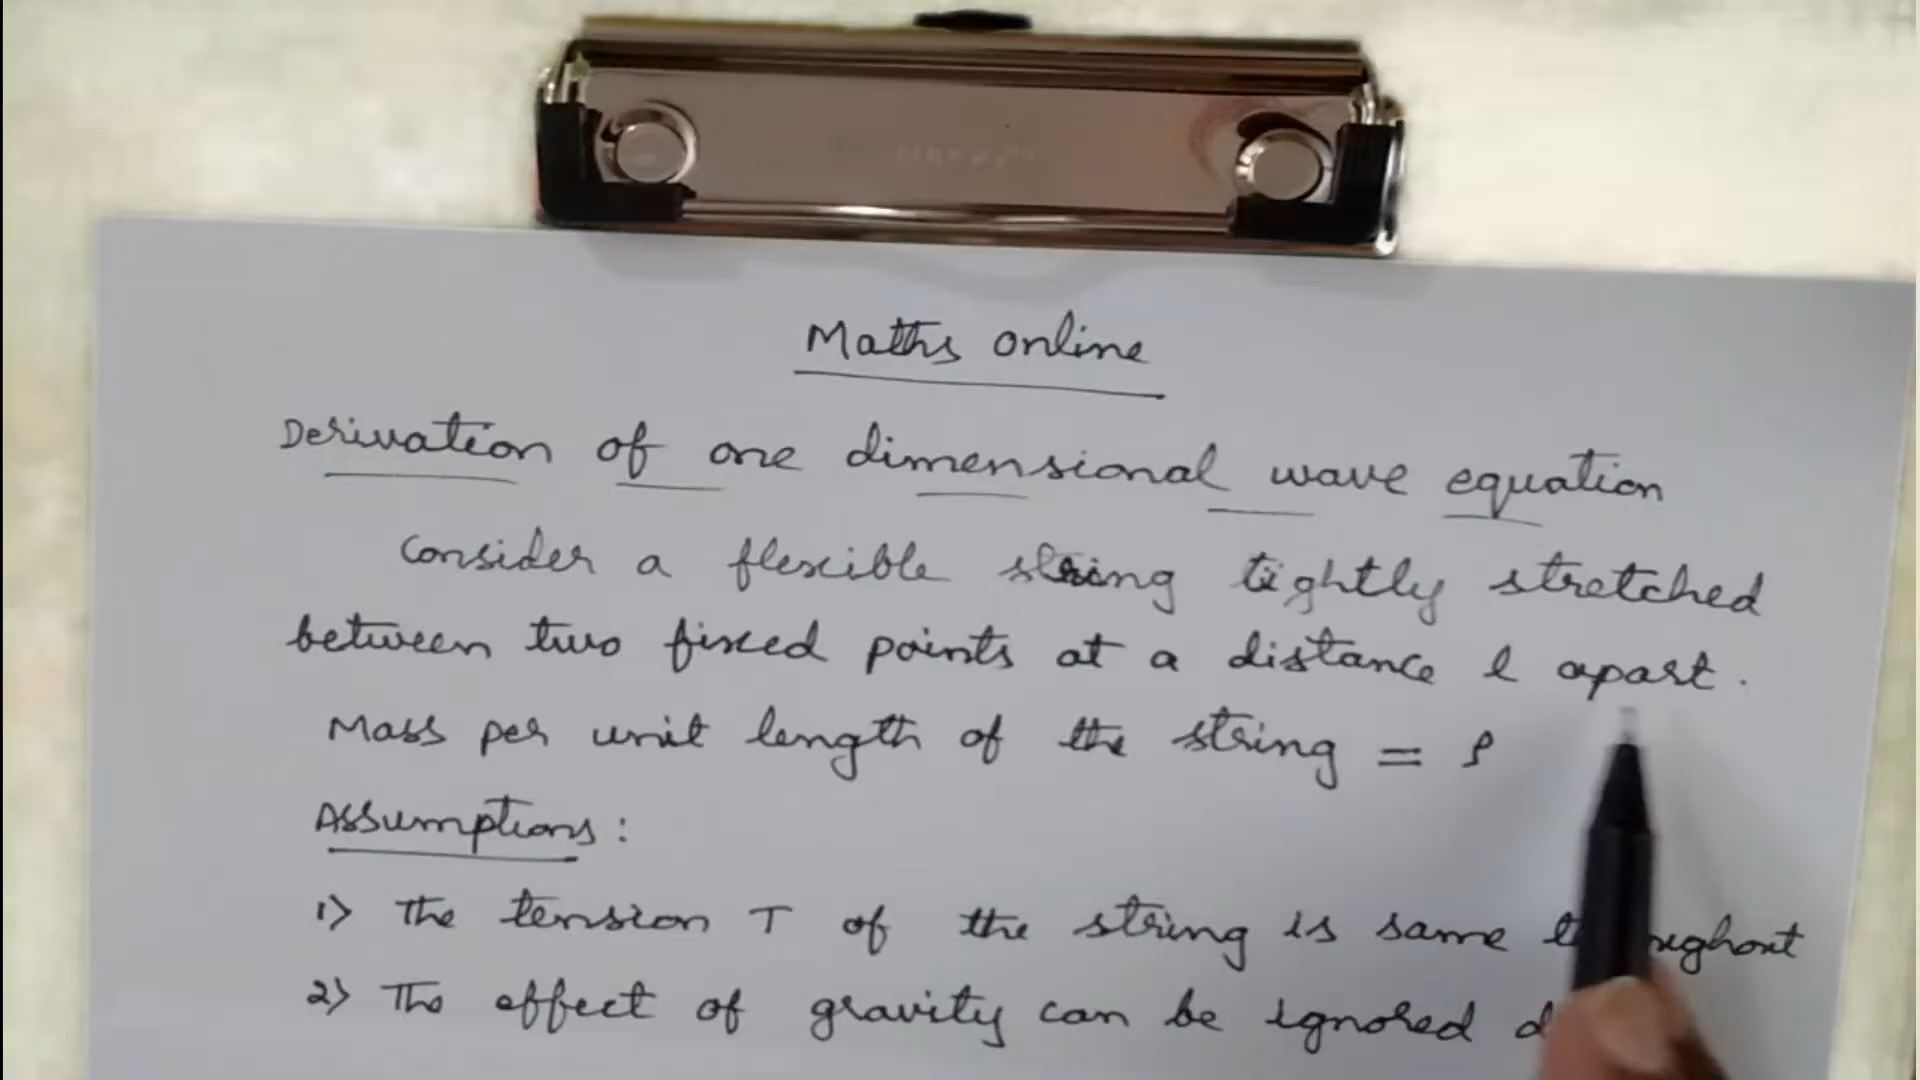 Maths online
Derivation of one dimensional wave equation
Consider a flexible string tightly stretched
between two fixed points at a distance l apart.
Mass per unit length of the string = ρ
Assumptions:
1) The tension T of the string is same
2) The effect of gravity can be ignored